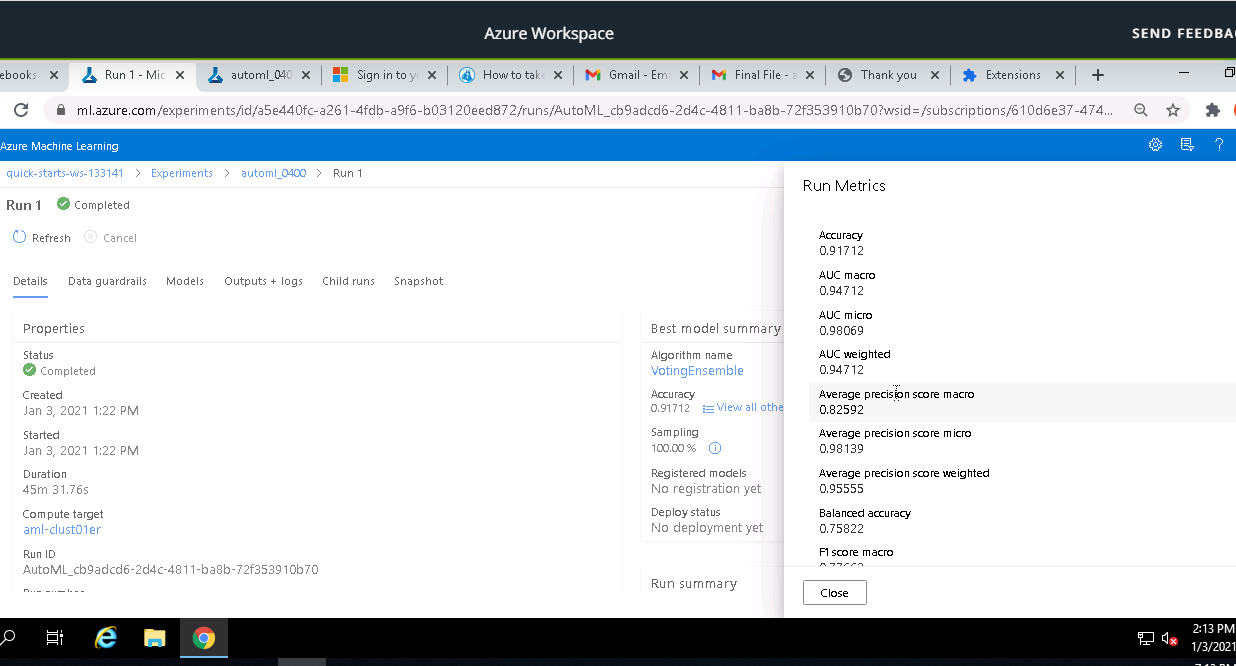 Azure Workspace
SEND FEEDBA
ebooks
Run 1 - Mic
automl_040
Sign in to y
How to take
Gmail - Em
Final File - a
Thank you
Extensions
ml.azure.com/experiments/id/a5e440fc-a261-4fdb-a9f6-b03120eed872/runs/AutoML_cb9adcd6-2d4c-4811-ba8b-72f353910b70?wsid=/subscriptions/610d6e37-474...
Azure Machine Learning
quick-starts-ws-133141 > Experiments > automl_0400 > Run 1
Run 1 Completed
Refresh Cancel
Details Data guardrails Models Outputs + logs Child runs Snapshot
Properties
Status
Completed
Created
Jan 3, 2021 1:22 PM
Started
Jan 3, 2021 1:22 PM
Duration
45m 31.76s
Compute target
aml-clust01er
Run ID
AutoML_cb9adcd6-2d4c-4811-ba8b-72f353910b70
Best model summary
Algorithm name
VotingEnsemble
Accuracy
0.91712 View all othe
Sampling
100.00 %
Registered models
No registration yet
Deploy status
No deployment yet
Run summary
Run Metrics
Accuracy
0.91712
AUC macro
0.94712
AUC micro
0.98069
AUC weighted
0.94712
Average precision score macro
0.82592
Average precision score micro
0.98139
Average precision score weighted
0.95555
Balanced accuracy
0.75822
F1 score macro
Close
2:13 PM
1/3/2021